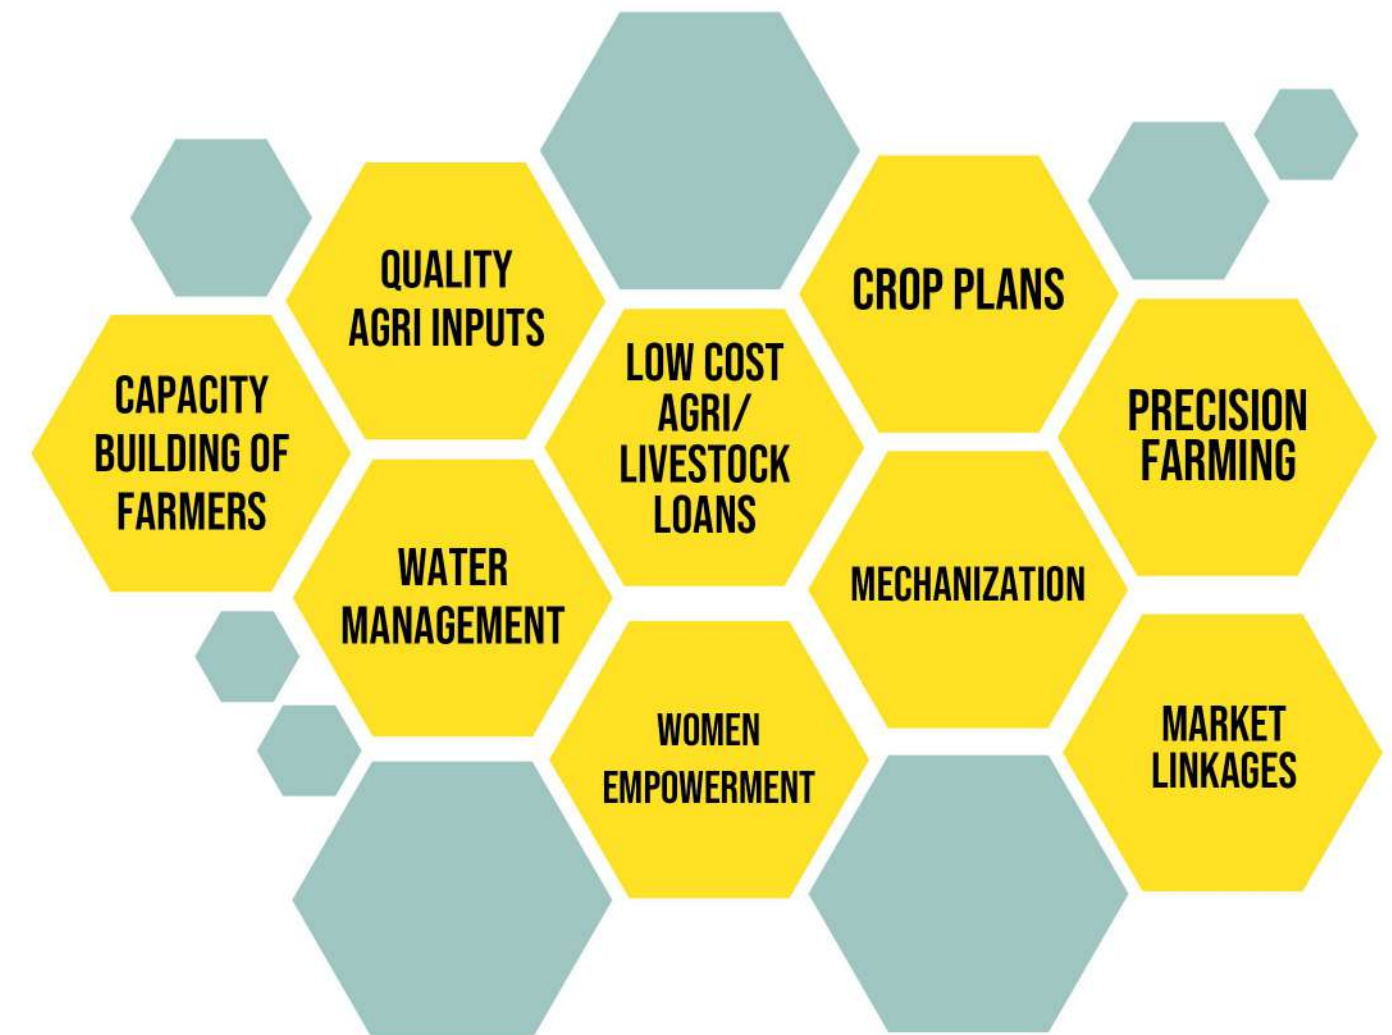 QUALITY
AGRI INPUTS
CROP PLANS
CAPACITY
BUILDING OF
FARMERS
LOW COST
AGRI/
LIVESTOCK
LOANS
PRECISION
FARMING
WATER
MANAGEMENT
MECHANIZATION
WOMEN
EMPOWERMENT
MARKET
LINKAGES